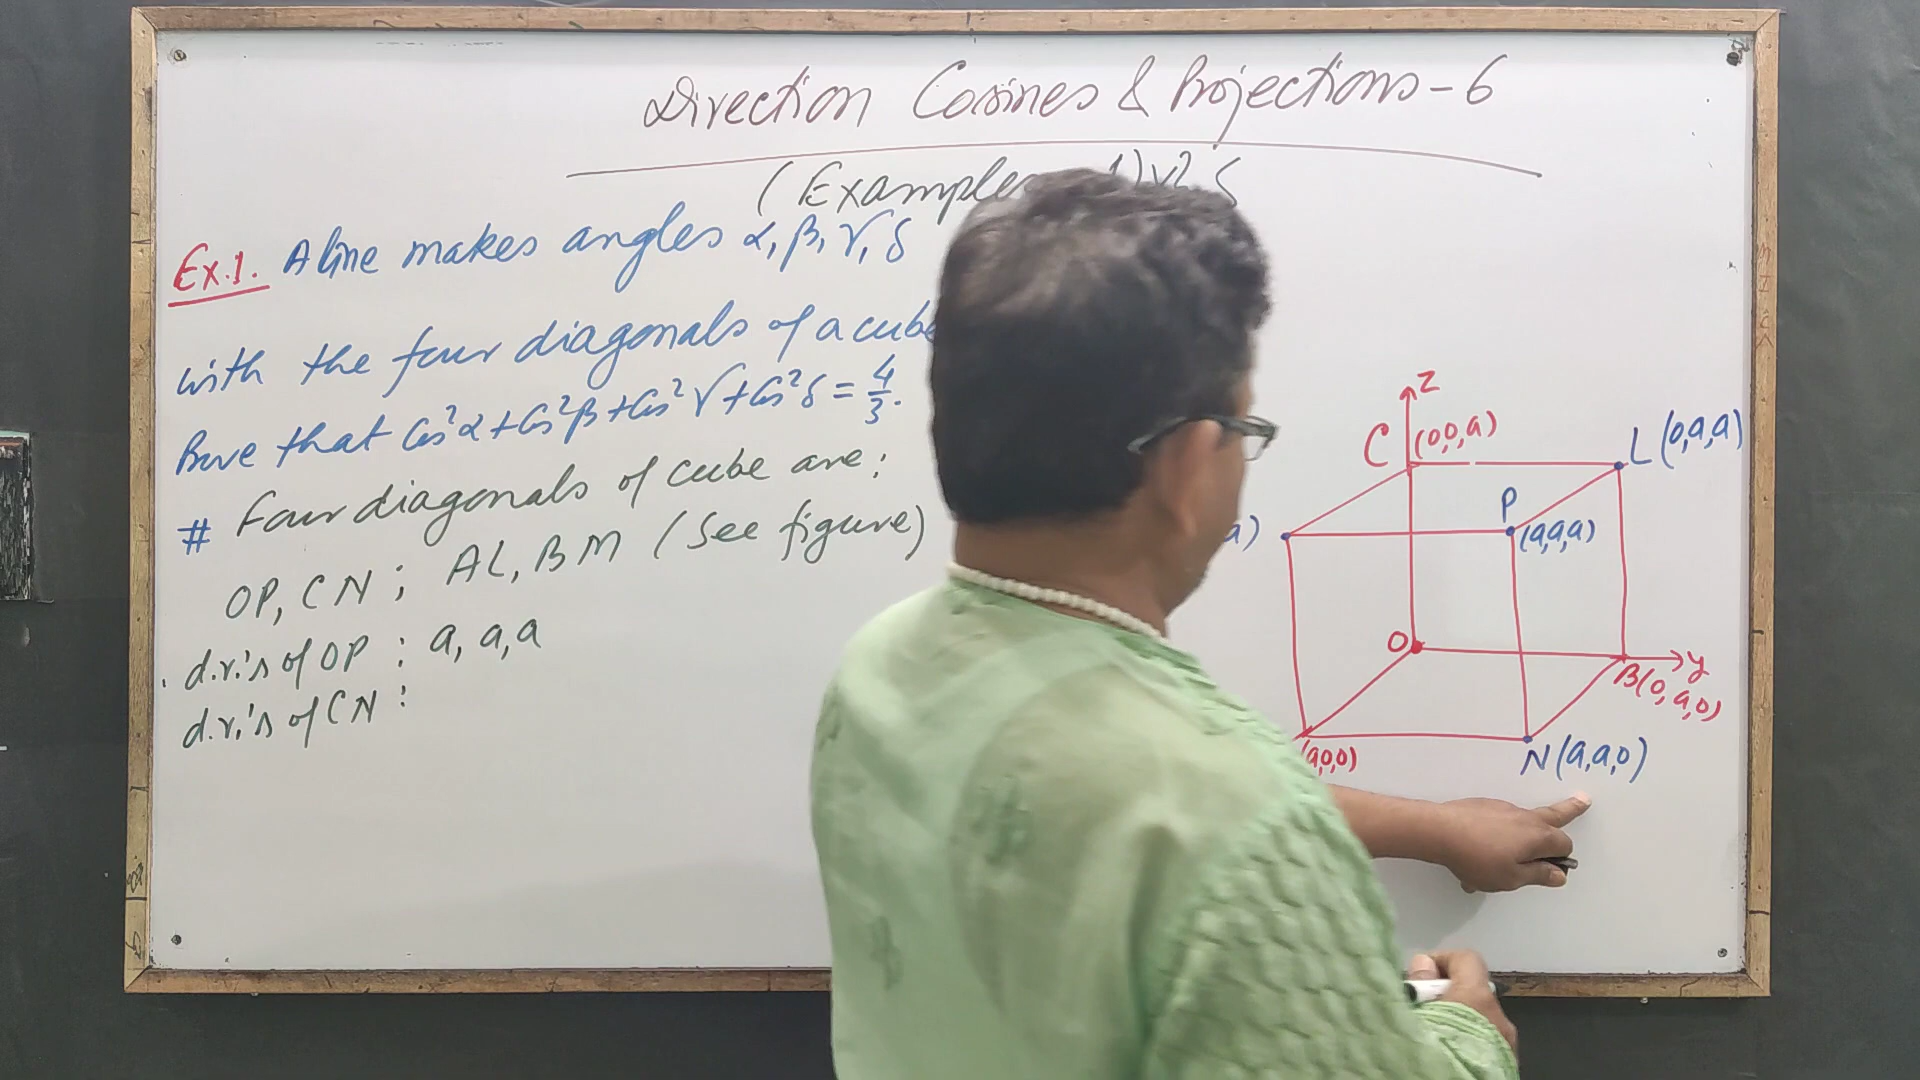 Direction Cosines & Projections-6
(Example 1)
Ex.1. A line makes angles α, β, γ, δ
with the four diagonals of a cube
Prove that Cos²α+Cos²β+Cos²γ+Cos²δ=4/3.
# Four diagonals of cube are:
OP, CN; AL, BM (See figure)
d.r.'s of OP : a, a, a
d.r.'s of CN :
Z
C (0,0,a)
L (0,a,a)
P
a)
(a,a,a)
O
y
B(0,a,0)
(a,0,0)
N(a,a,0)